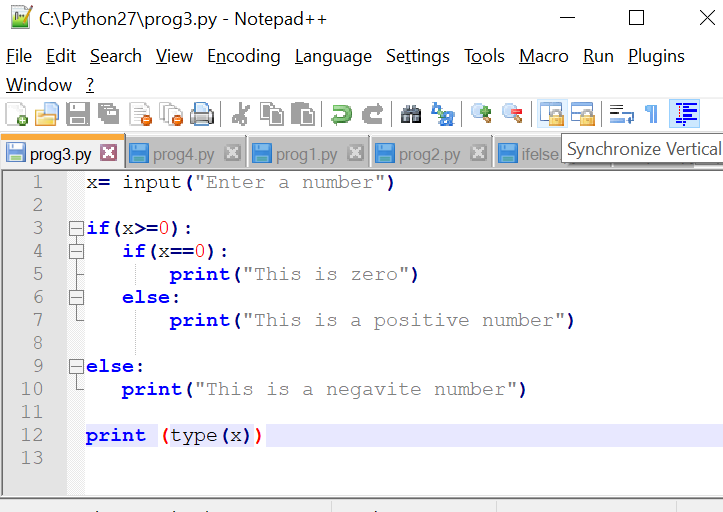 C:\Python27\prog3.py - Notepad++
File Edit Search View Encoding Language Settings Tools Macro Run Plugins
Window ?
prog3.py prog4.py prog1.py prog2.py ifelse Synchronize Vertical
1 x= input("Enter a number")
2
3 if(x>=0):
4 if(x==0):
5 print("This is zero")
6 else:
7 print("This is a positive number")
8
9 else:
10 print("This is a negavite number")
11
12 print (type(x))
13